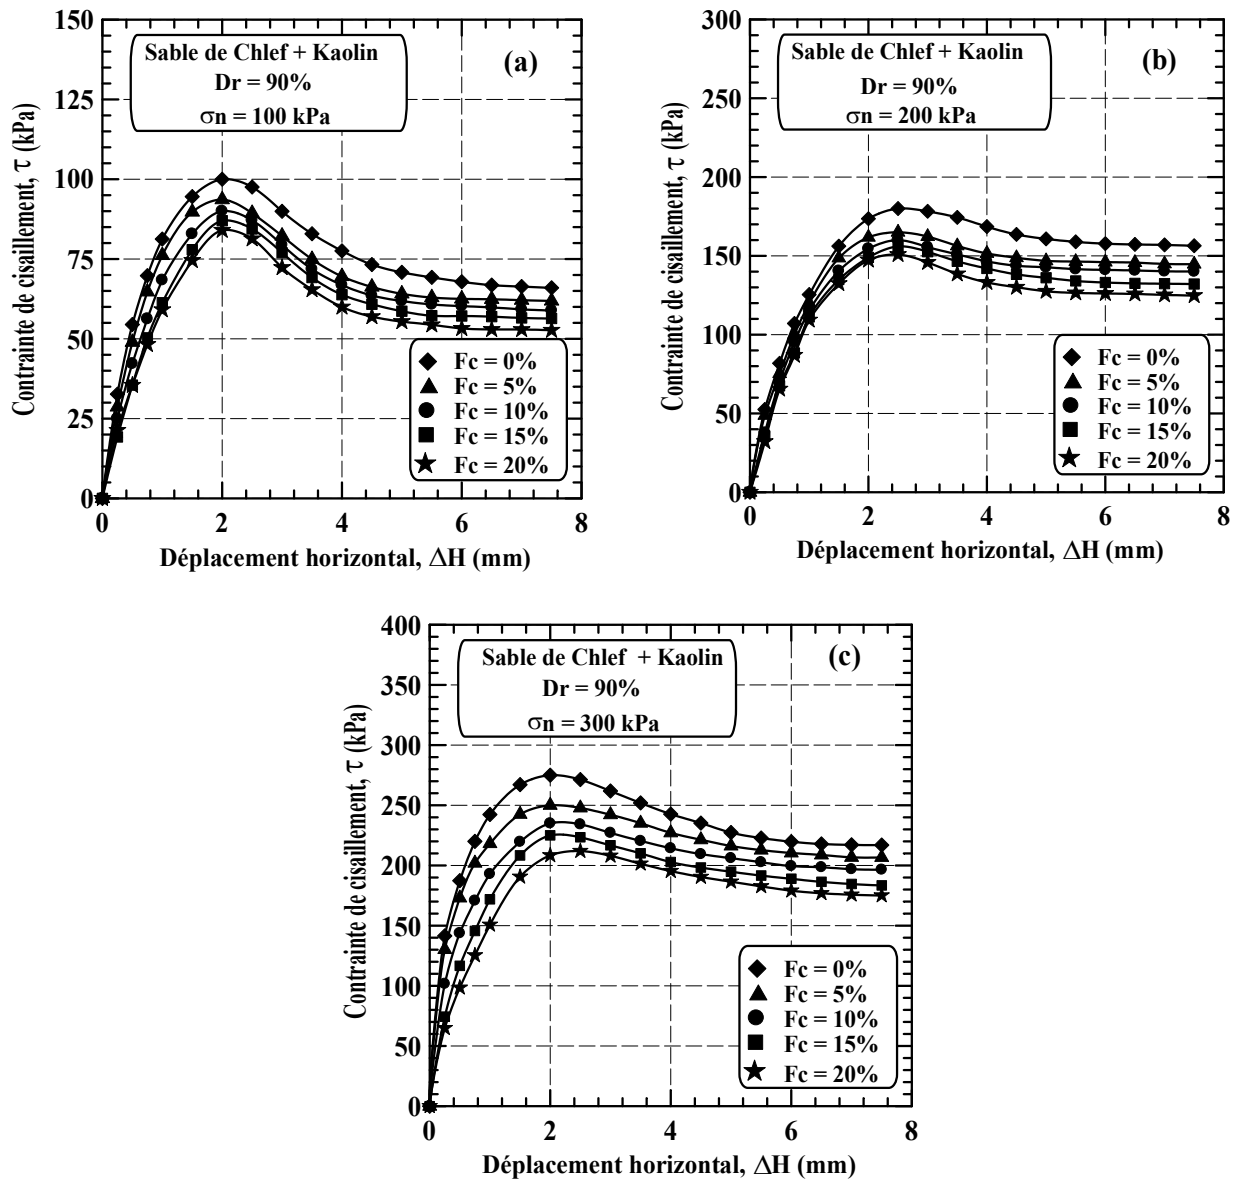 Contrainte de cisaillement, τ (kPa)
150
125
100
75
50
25
0
Sable de Chlef + Kaolin
Dr = 90%
σn = 100 kPa
(a)
Fc = 0%
Fc = 5%
Fc = 10%
Fc = 15%
Fc = 20%
0 2 4 6 8
Déplacement horizontal, ΔH (mm)
Contrainte de cisaillement, τ (kPa)
300
250
200
150
100
50
0
Sable de Chlef + Kaolin
Dr = 90%
σn = 200 kPa
(b)
Fc = 0%
Fc = 5%
Fc = 10%
Fc = 15%
Fc = 20%
0 2 4 6 8
Déplacement horizontal, ΔH (mm)
Contrainte de cisaillement, τ (kPa)
400
350
300
250
200
150
100
50
0
Sable de Chlef + Kaolin
Dr = 90%
σn = 300 kPa
(c)
Fc = 0%
Fc = 5%
Fc = 10%
Fc = 15%
Fc = 20%
0 2 4 6 8
Déplacement horizontal, ΔH (mm)